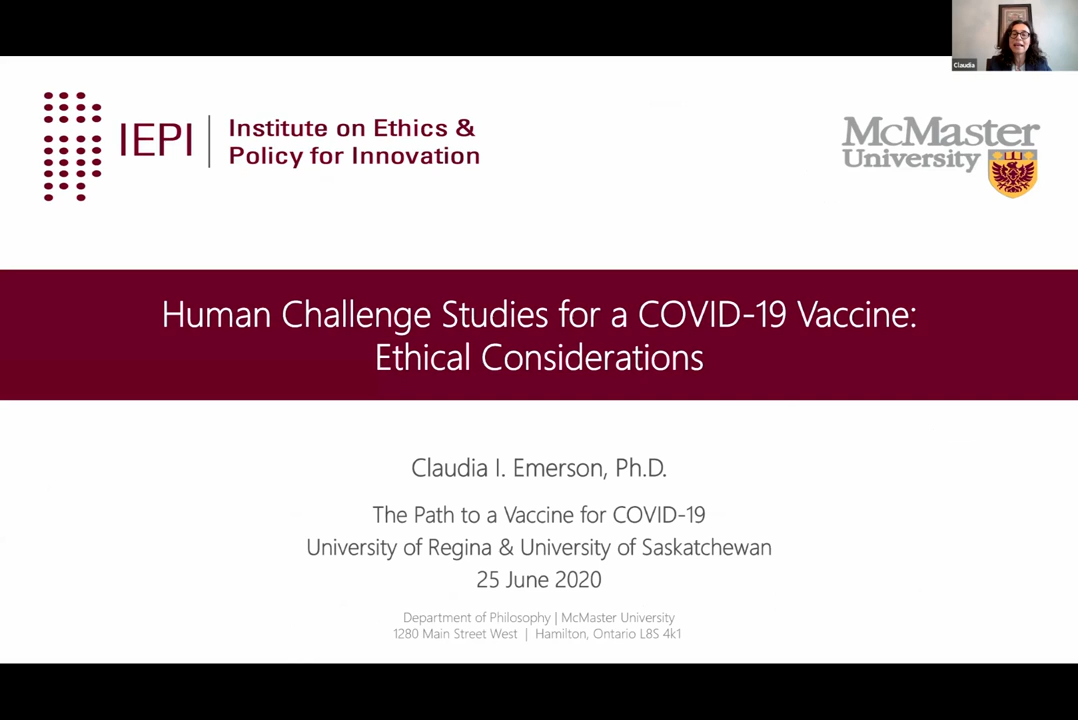 Claudia
IEPI
Institute on Ethics &
Policy for Innovation
McMaster
University
Human Challenge Studies for a COVID-19 Vaccine:
Ethical Considerations
Claudia I. Emerson, Ph.D.
The Path to a Vaccine for COVID-19
University of Regina & University of Saskatchewan
25 June 2020
Department of Philosophy | McMaster University
1280 Main Street West | Hamilton, Ontario L8S 4k1